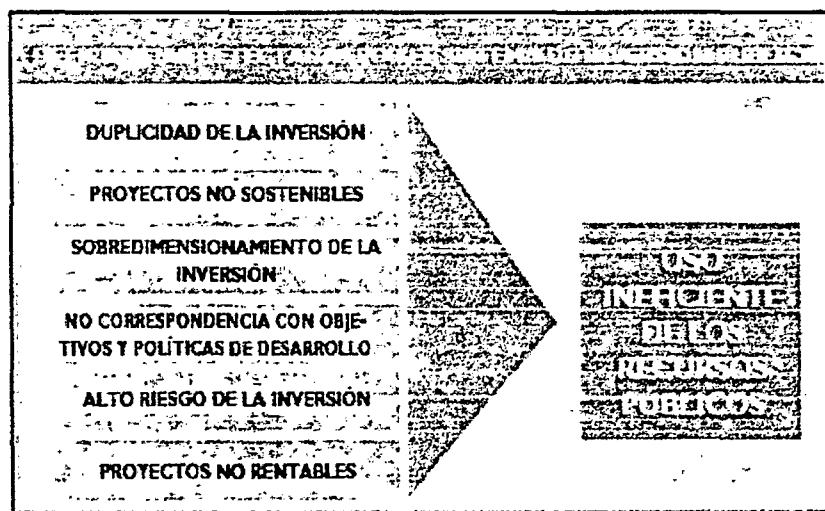 DUPLICIDAD DE LA INVERSIÓN
PROYECTOS NO SOSTENIBLES
SOBREDIMENSIONAMIENTO DE LA
INVERSIÓN
NO CORRESPONDENCIA CON OBJE-
TIVOS Y POLÍTICAS DE DESARROLLO
ALTO RIESGO DE LA INVERSIÓN
PROYECTOS NO RENTABLES
USO
INEFICIENTE
DE LOS
RECURSOS
PÚBLICOS